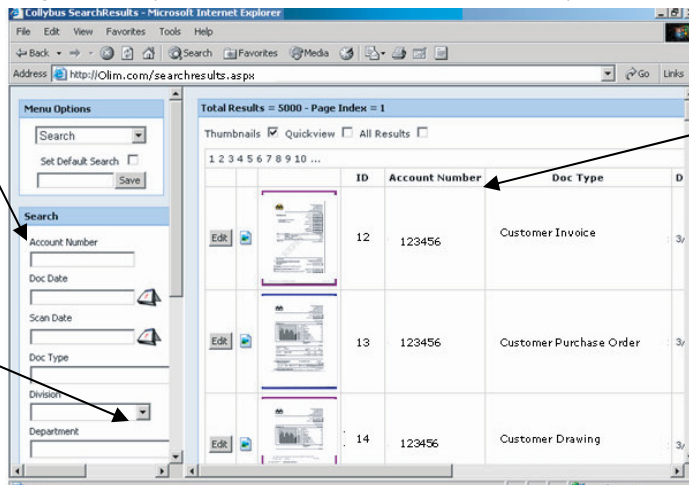 Collybus SearchResults - Microsoft Internet Explorer
File Edit View Favorites Tools Help
Back Search Favorites Media
Address http://Olim.com/searchresults.aspx Go Links
Menu Options
Search
Set Default Search
Save
Search
Account Number
Doc Date
Scan Date
Doc Type
Division
Department
Total Results = 5000 - Page Index = 1
Thumbnails Quickview All Results
1 2 3 4 5 6 7 8 9 10 ...
ID Account Number Doc Type D
Edit 12 123456 Customer Invoice 3/
Edit 13 123456 Customer Purchase Order 3/
Edit 14 123456 Customer Drawing 3/